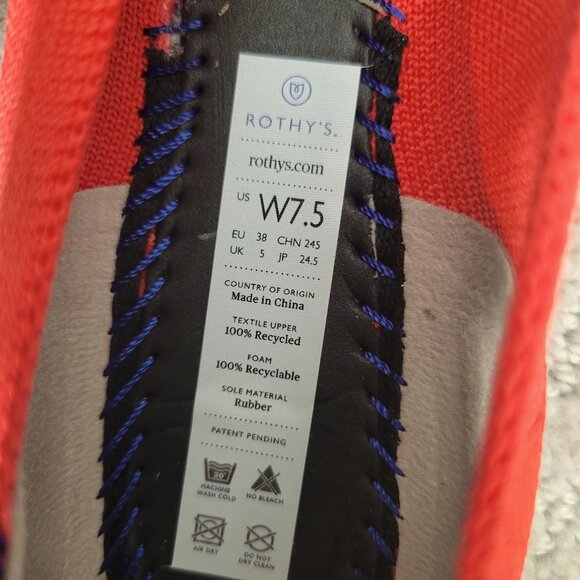 ROTHY'S
rothys.com
US W7.5
EU 38 CHN 245
UK 5 JP 24.5
COUNTRY OF ORIGIN
Made in China
TEXTILE UPPER
100% Recycled
FOAM
100% Recyclable
SOLE MATERIAL
Rubber
PATENT PENDING
30°
MACHINE WASH COLD
NO BLEACH
AIR DRY
DO NOT DRY CLEAN